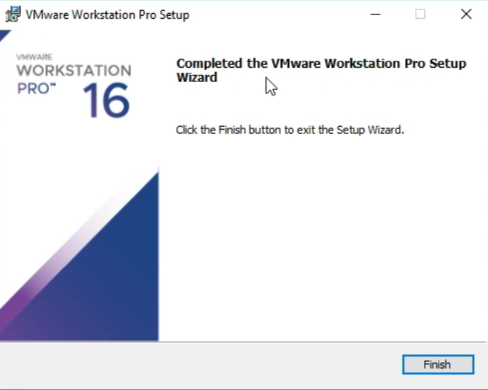 VMware Workstation Pro Setup
VMWARE
WORKSTATION
PRO™ 16
Completed the VMware Workstation Pro Setup
Wizard
Click the Finish button to exit the Setup Wizard.
Finish